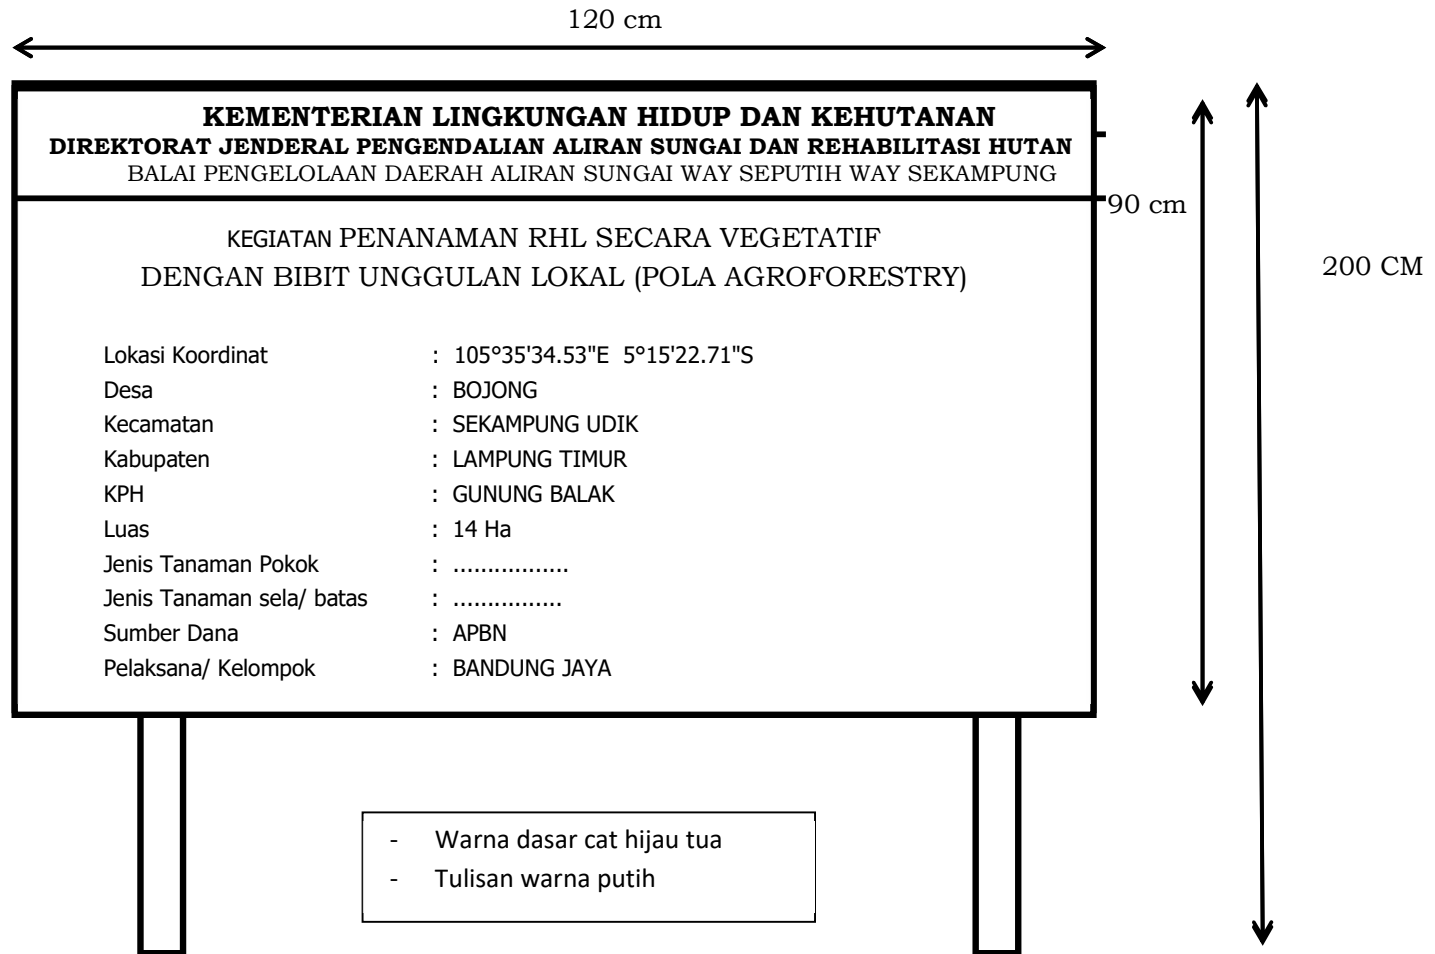 120 cm
KEMENTERIAN LINGKUNGAN HIDUP DAN KEHUTANAN
DIREKTORAT JENDERAL PENGENDALIAN ALIRAN SUNGAI DAN REHABILITASI HUTAN
BALAI PENGELOLAAN DAERAH ALIRAN SUNGAI WAY SEPUTIH WAY SEKAMPUNG
90 cm
200 CM
KEGIATAN PENANAMAN RHL SECARA VEGETATIF
DENGAN BIBIT UNGGULAN LOKAL (POLA AGROFORESTRY)
Lokasi Koordinat : 105°35'34.53"E 5°15'22.71"S
Desa : BOJONG
Kecamatan : SEKAMPUNG UDIK
Kabupaten : LAMPUNG TIMUR
KPH : GUNUNG BALAK
Luas : 14 Ha
Jenis Tanaman Pokok : .................
Jenis Tanaman sela/ batas : ................
Sumber Dana : APBN
Pelaksana/ Kelompok : BANDUNG JAYA
- Warna dasar cat hijau tua
- Tulisan warna putih